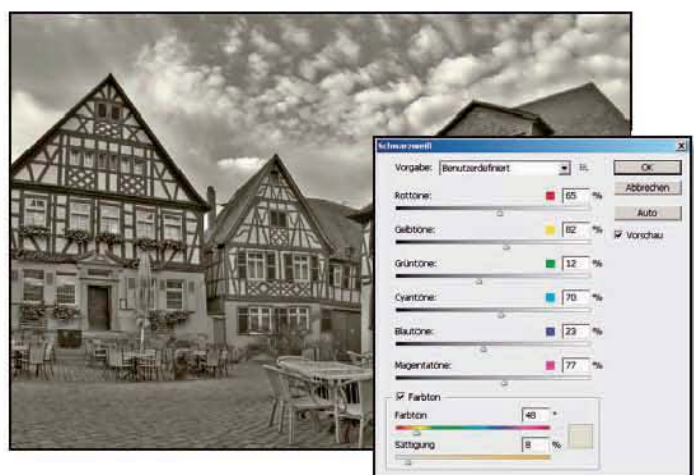 Schwarzweiß
Vorgabe: Benutzerdefiniert
OK
Abbrechen
Auto
Vorschau
Rottöne: 65 %
Gelbtöne: 82 %
Grüntöne: 12 %
Cyantöne: 70 %
Blautöne: 23 %
Magentatöne: 77 %
Farbton
Farbton 48 °
Sättigung 8 %